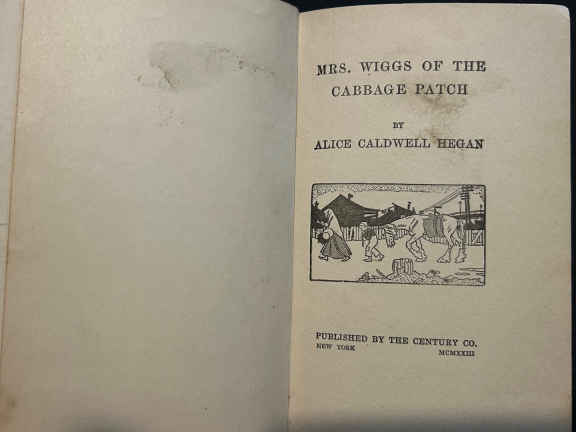 MRS. WIGGS OF THE
CABBAGE PATCH
BY
ALICE CALDWELL HEGAN
PUBLISHED BY THE CENTURY CO.
NEW YORK MCMXXIII